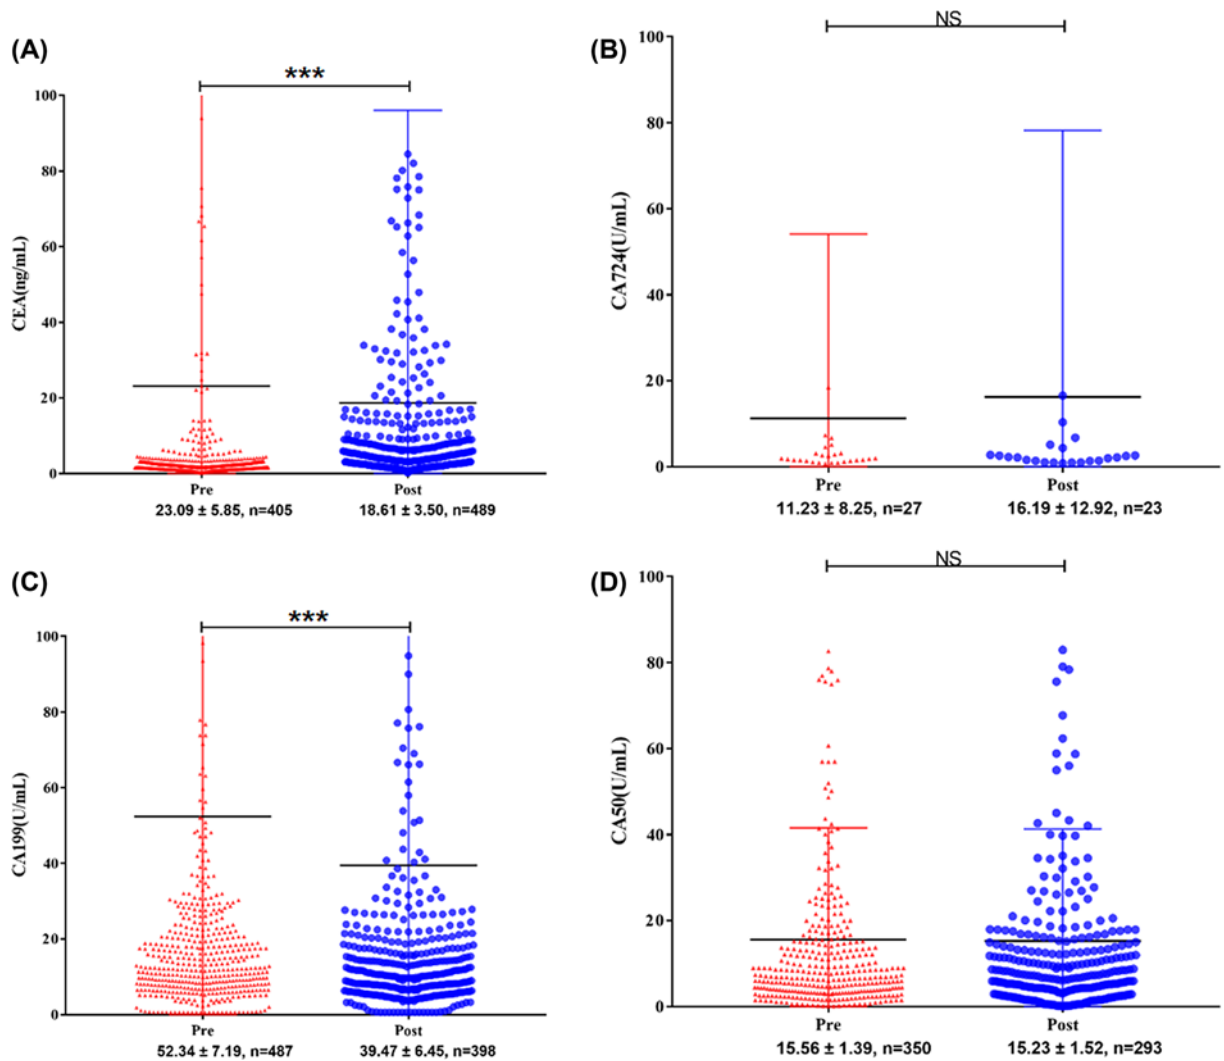 (A)
***
CEA(ng/mL)
100
80
60
40
20
0
Pre
Post
23.09 ± 5.85, n=405
18.61 ± 3.50, n=489
(B)
NS
CA724(U/mL)
100
80
60
40
20
0
Pre
Post
11.23 ± 8.25, n=27
16.19 ± 12.92, n=23
(C)
***
CA199(U/mL)
100
80
60
40
20
0
Pre
Post
52.34 ± 7.19, n=487
39.47 ± 6.45, n=398
(D)
NS
CA50(U/mL)
100
80
60
40
20
0
Pre
Post
15.56 ± 1.39, n=350
15.23 ± 1.52, n=293